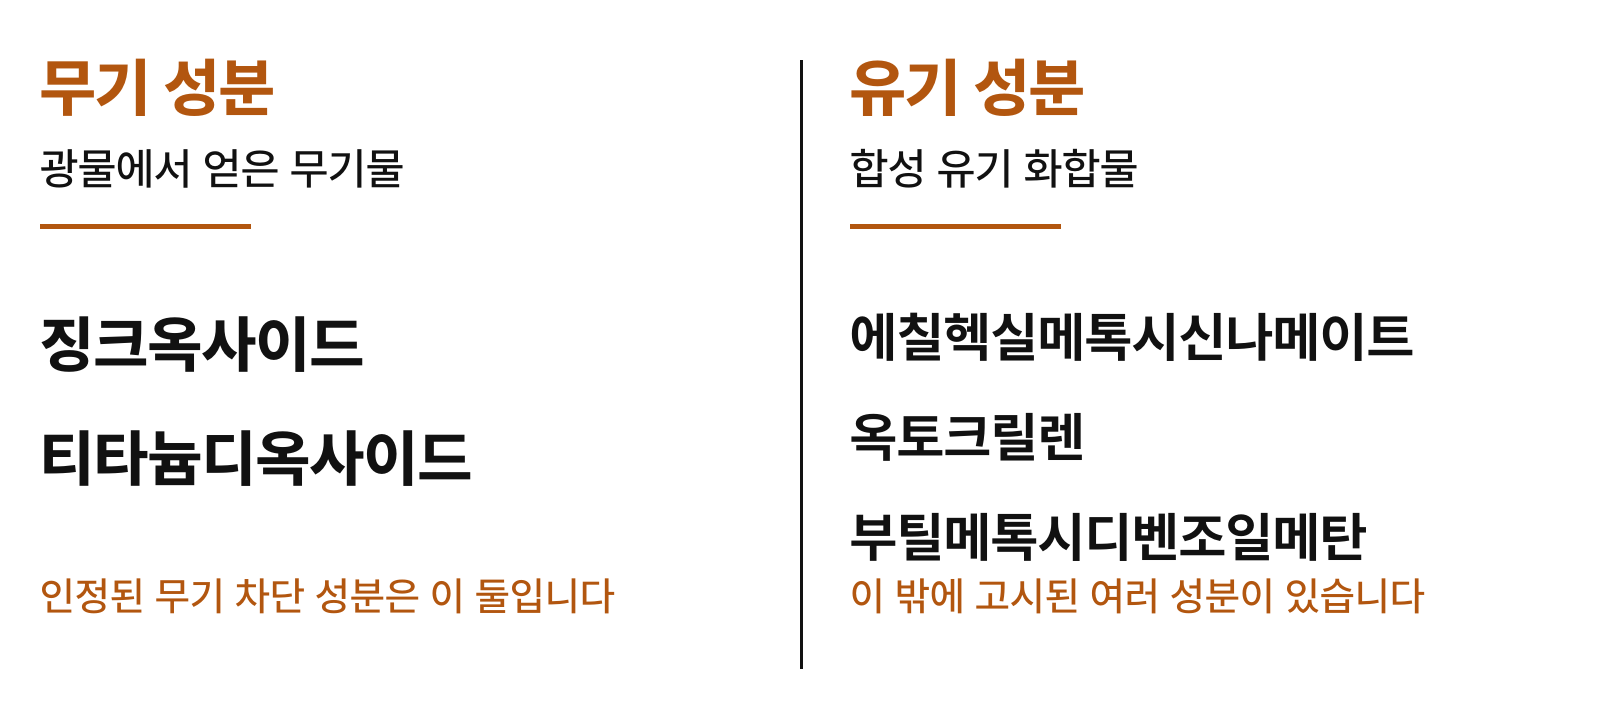 무기 성분
광물에서 얻은 무기물
징크옥사이드
티타늄디옥사이드
인정된 무기 차단 성분은 이 둘입니다
유기 성분
합성 유기 화합물
에칠헥실메톡시신나메이트
옥토크릴렌
부틸메톡시디벤조일메탄
이 밖에 고시된 여러 성분이 있습니다